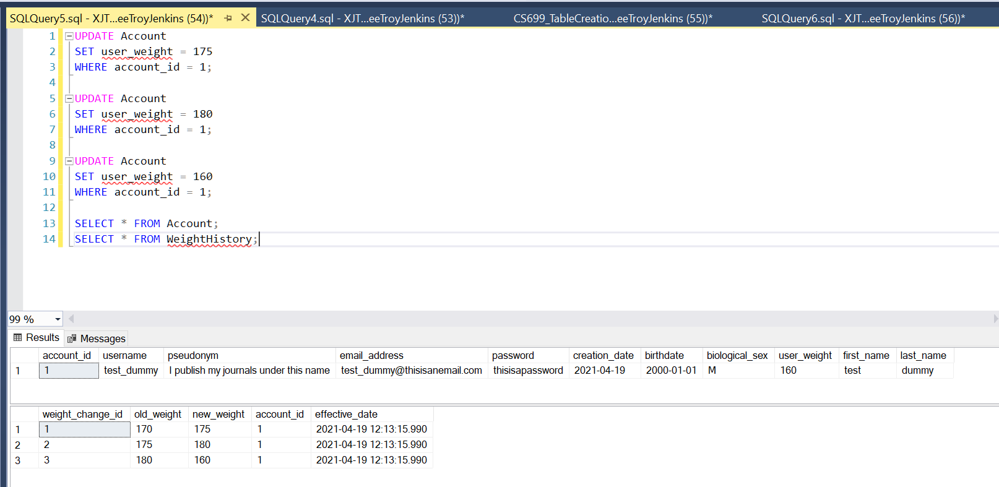 SQLQuery5.sql - XJT...eeTroyJenkins (54))* SQLQuery4.sql - XJT...eeTroyJenkins (53))* CS699_TableCreatio...eeTroyJenkins (55))* SQLQuery6.sql - XJT...eeTroyJenkins (56))*
1 UPDATE Account
2 SET user_weight = 175
3 WHERE account_id = 1;
4
5 UPDATE Account
6 SET user_weight = 180
7 WHERE account_id = 1;
8
9 UPDATE Account
10 SET user_weight = 160
11 WHERE account_id = 1;
12
13 SELECT * FROM Account;
14 SELECT * FROM WeightHistory;
99 %
Results Messages
account_id username pseudonym email_address password creation_date birthdate biological_sex user_weight first_name last_name
1 1 test_dummy I publish my journals under this name test_dummy@thisisanemail.com thisisapassword 2021-04-19 2000-01-01 M 160 test dummy
weight_change_id old_weight new_weight account_id effective_date
1 1 170 175 1 2021-04-19 12:13:15.990
2 2 175 180 1 2021-04-19 12:13:15.990
3 3 180 160 1 2021-04-19 12:13:15.990